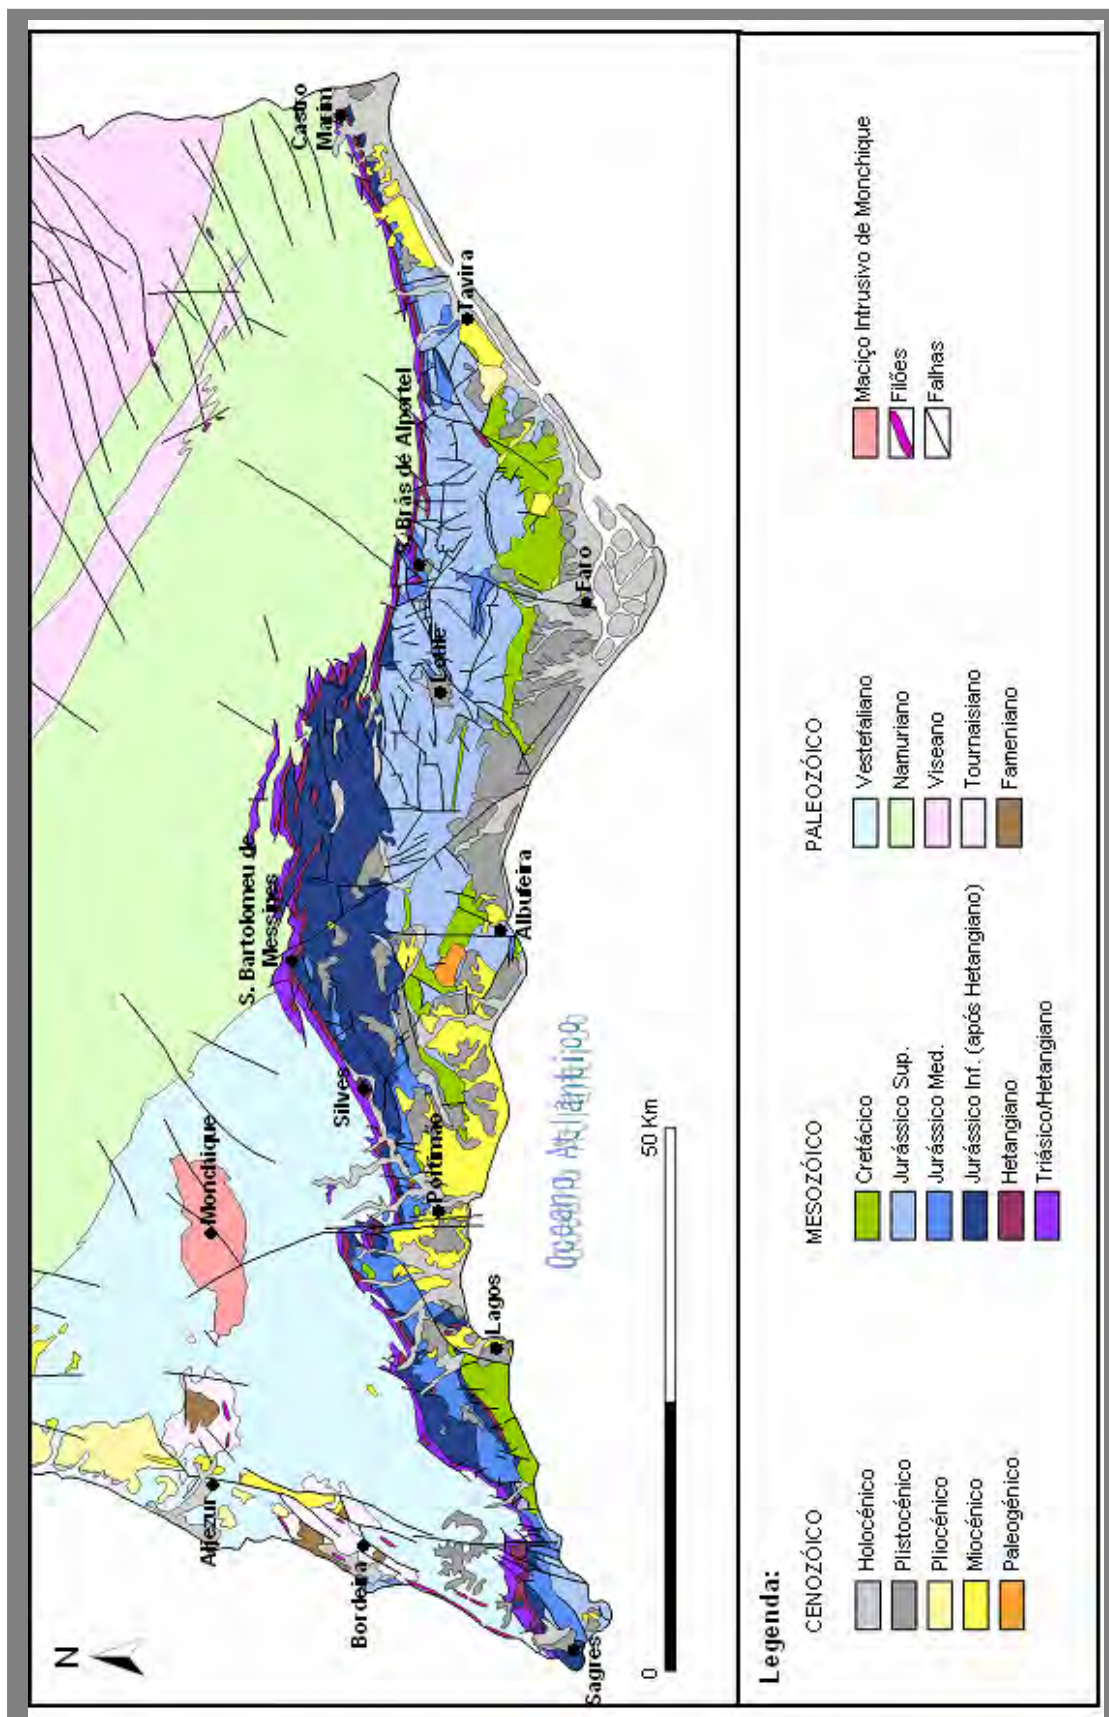 N
Castro
Marim
Tavira
S. Brás de Alportel
Faro
Loulé
S. Bartolomeu de
Messines
Albufeira
Silves
Monchique
Portimão
Lagos
Aljezur
Bordeira
Sagres
Oceano Atlântico
0
50 Km
Legenda:
CENOZÓICO
Holocénico
Plistocénico
Pliocénico
Miocénico
Paleogénico
MESOZÓICO
Cretácico
Jurássico Sup.
Jurássico Med.
Jurássico Inf. (após Hetangiano)
Hetangiano
Triásico/Hetangiano
PALEOZÓICO
Vestefaliano
Namuriano
Viseano
Tournaisiano
Fameniano
Maciço Intrusivo de Monchique
Filões
Falhas